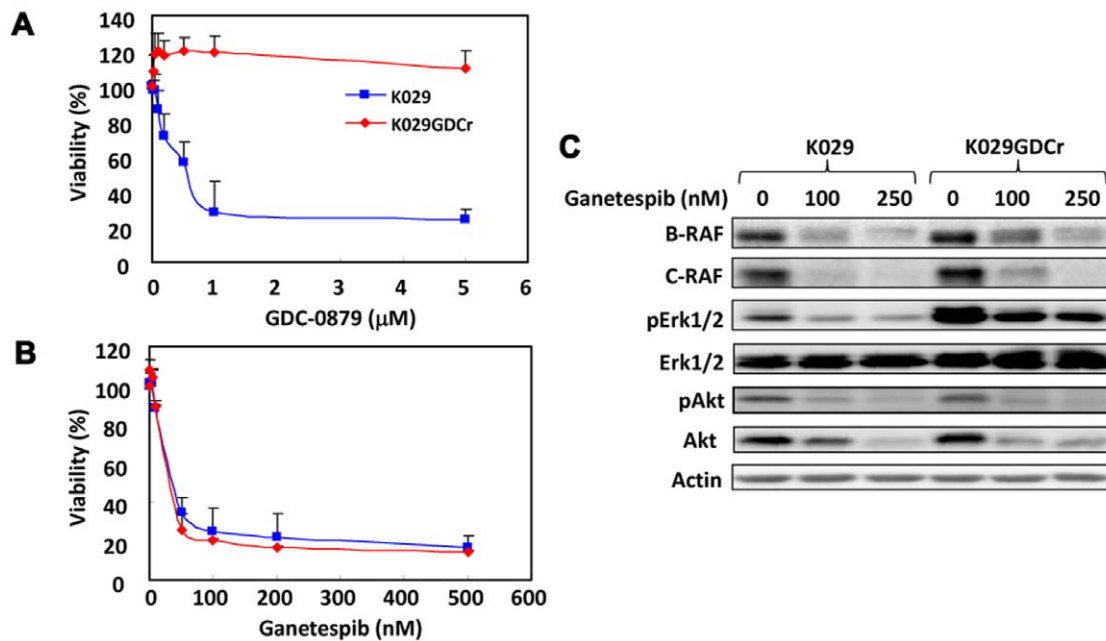 A
140
120
100
80
60
40
20
0
Viability (%)
K029
K029GDCr
0 1 2 3 4 5 6
GDC-0879 (μM)
B
120
100
80
60
40
20
0
Viability (%)
0 100 200 300 400 500 600
Ganetespib (nM)
C
K029 K029GDCr
Ganetespib (nM) 0 100 250 0 100 250
B-RAF
C-RAF
pErk1/2
Erk1/2
pAkt
Akt
Actin